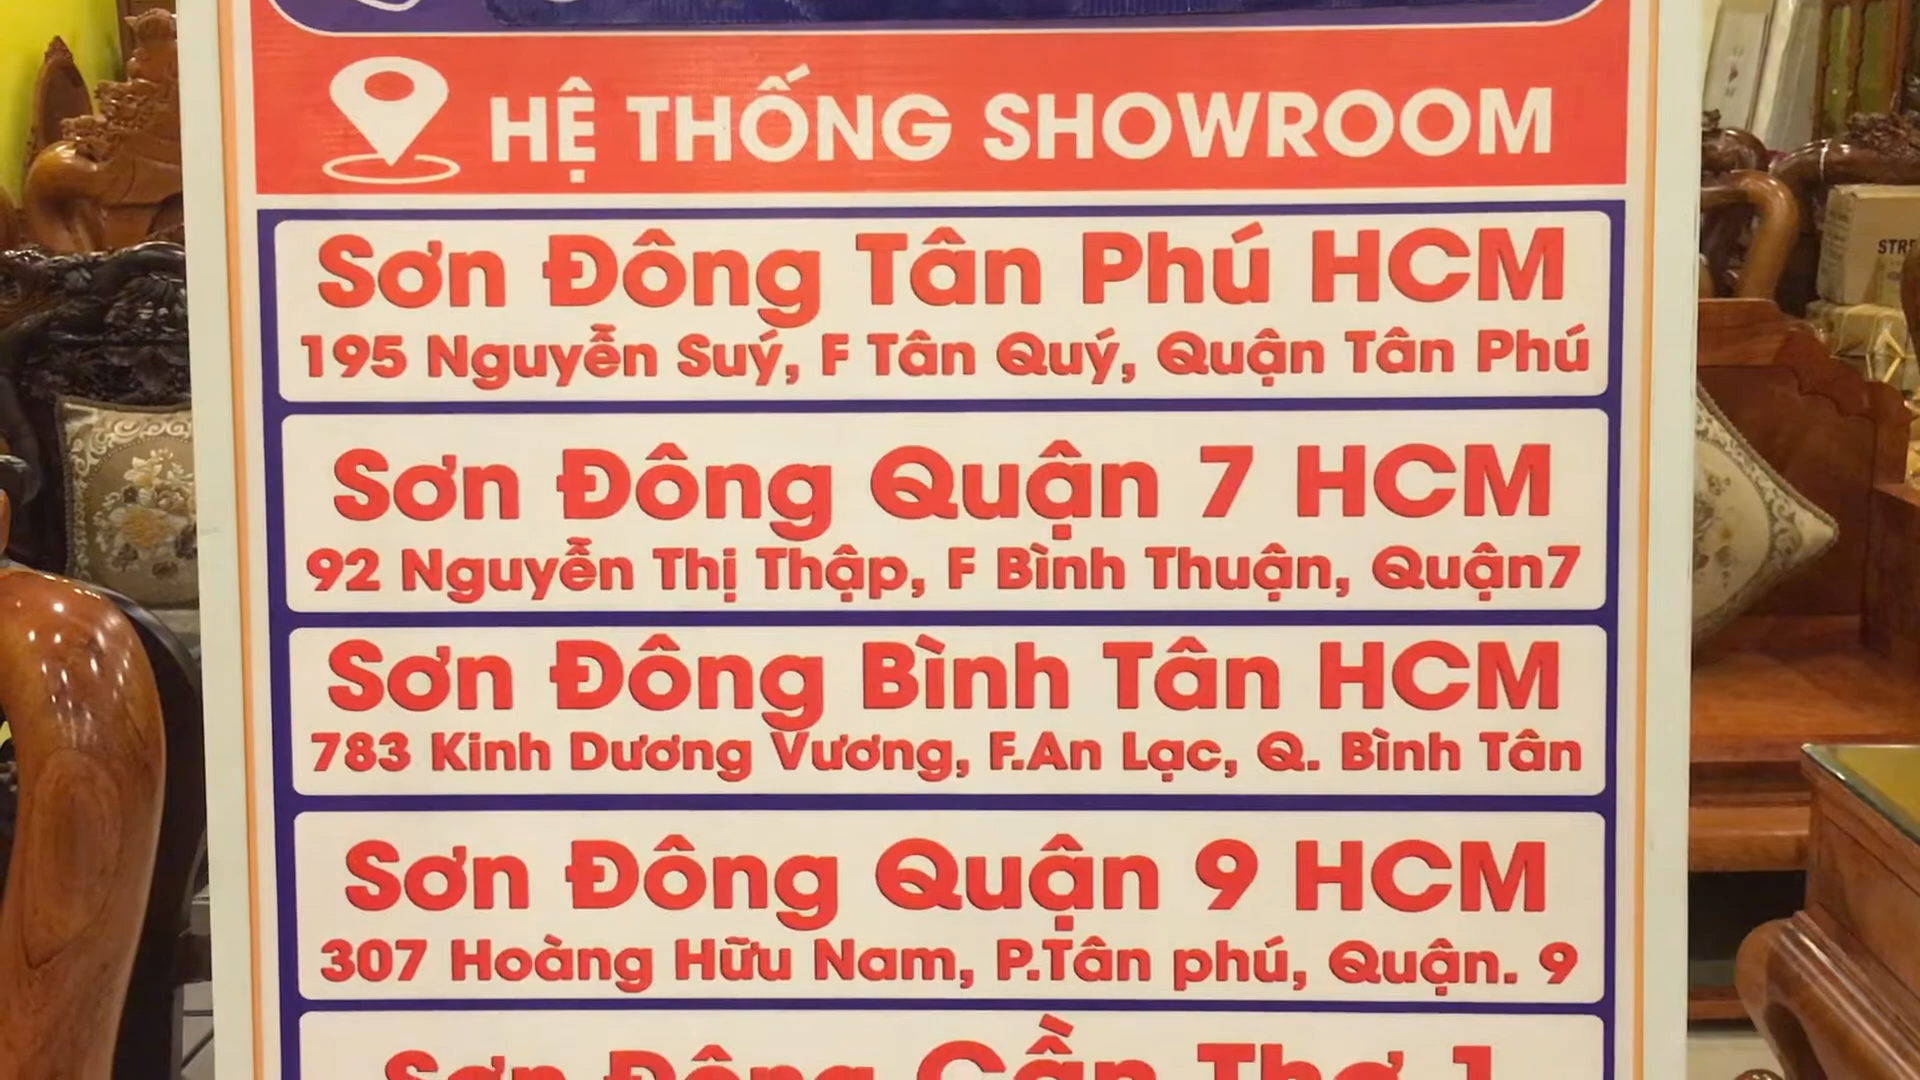 HỆ THỐNG SHOWROOM
Sơn Đông Tân Phú HCM
195 Nguyễn Suý, F Tân Quý, Quận Tân Phú
Sơn Đông Quận 7 HCM
92 Nguyễn Thị Thập, F Bình Thuận, Quận7
Sơn Đông Bình Tân HCM
783 Kinh Dương Vương, F.An Lạc, Q. Bình Tân
Sơn Đông Quận 9 HCM
307 Hoàng Hữu Nam, P.Tân phú, Quận. 9
Sơn Đông Cần Thơ 1
STRE